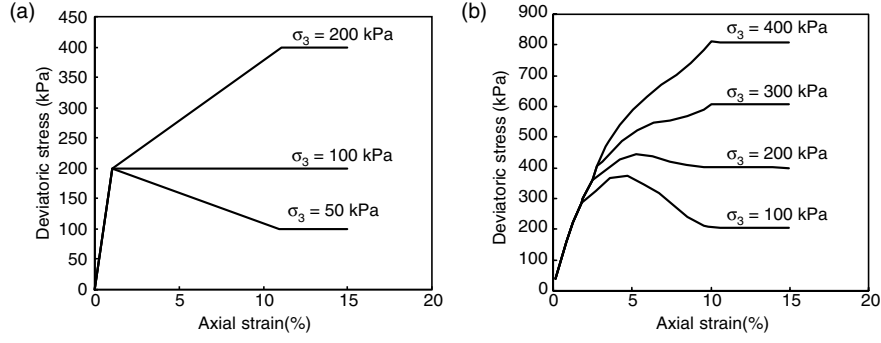 (a)
450
400
350
300
250
200
150
100
50
0
Deviatoric stress (kPa)
σ3 = 200 kPa
σ3 = 100 kPa
σ3 = 50 kPa
0 5 10 15 20
Axial strain(%)
(b)
900
800
700
600
500
400
300
200
100
0
Deviatoric stress (kPa)
σ3 = 400 kPa
σ3 = 300 kPa
σ3 = 200 kPa
σ3 = 100 kPa
0 5 10 15 20
Axial strain(%)